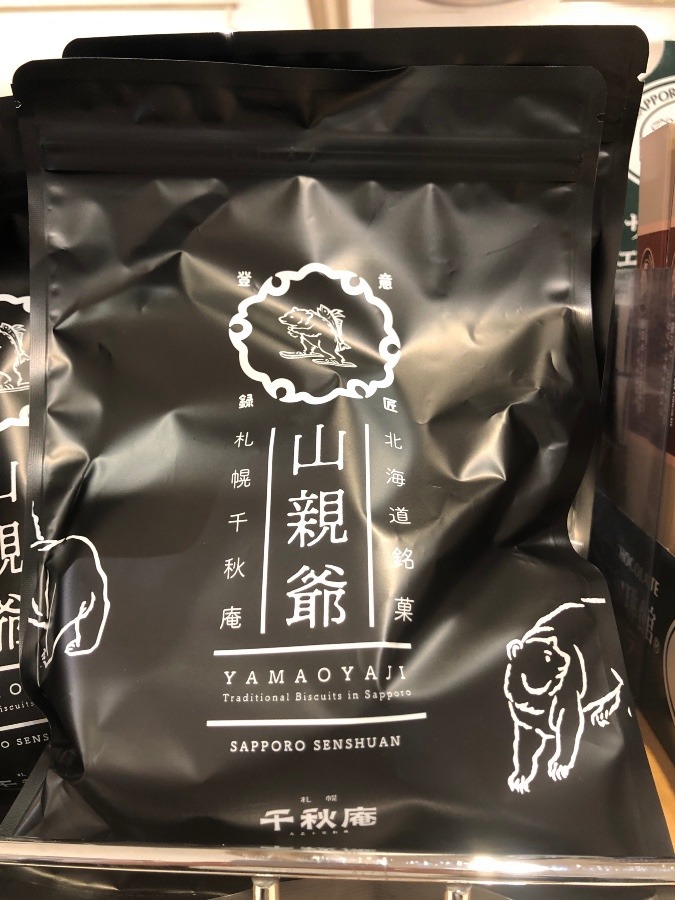 意匠
登録
北海道銘菓
山親爺
札幌千秋庵
YAMAOYAJI
Traditional Biscuits in Sapporo
SAPPORO SENSHUAN
札幌
千秋庵